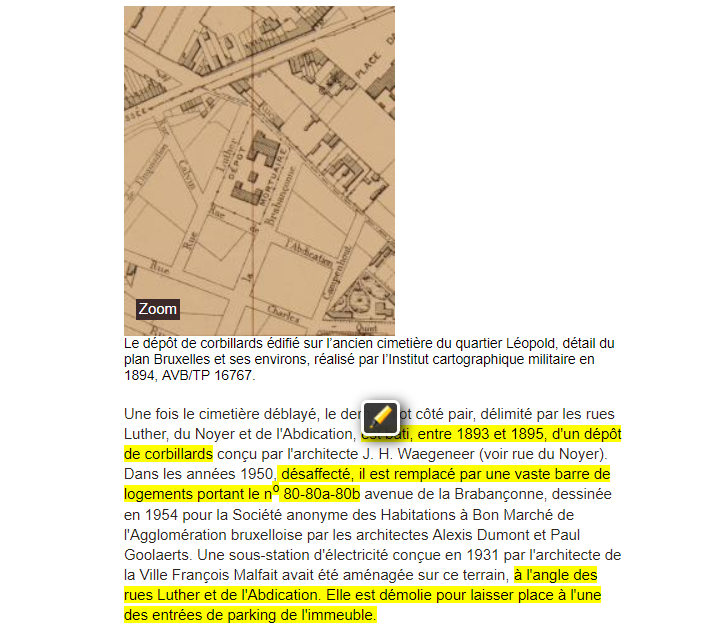 PLACE D
SSÉE
Rue
de l'Inquisition
Calvin
Rue
Luther
DÉPÔT
MORTUAIRE
Rue
de
la
Brabançonne
l'Abdication
Campenhout
Rue
Charles
Quint
Zoom
Le dépôt de corbillards édifié sur l'ancien cimetière du quartier Léopold, détail du
plan Bruxelles et ses environs, réalisé par l'Institut cartographique militaire en
1894, AVB/TP 16767.
Une fois le cimetière déblayé, le der ot côté pair, délimité par les rues
Luther, du Noyer et de l'Abdication, est bâti, entre 1893 et 1895, d'un dépôt
de corbillards conçu par l'architecte J. H. Waegeneer (voir rue du Noyer).
Dans les années 1950, désaffecté, il est remplacé par une vaste barre de
logements portant le nº 80-80a-80b avenue de la Brabançonne, dessinée
en 1954 pour la Société anonyme des Habitations à Bon Marché de
l'Agglomération bruxelloise par les architectes Alexis Dumont et Paul
Goolaerts. Une sous-station d'électricité conçue en 1931 par l'architecte de
la Ville François Malfait avait été aménagée sur ce terrain, à l'angle des
rues Luther et de l'Abdication. Elle est démolie pour laisser place à l'une
des entrées de parking de l'immeuble.